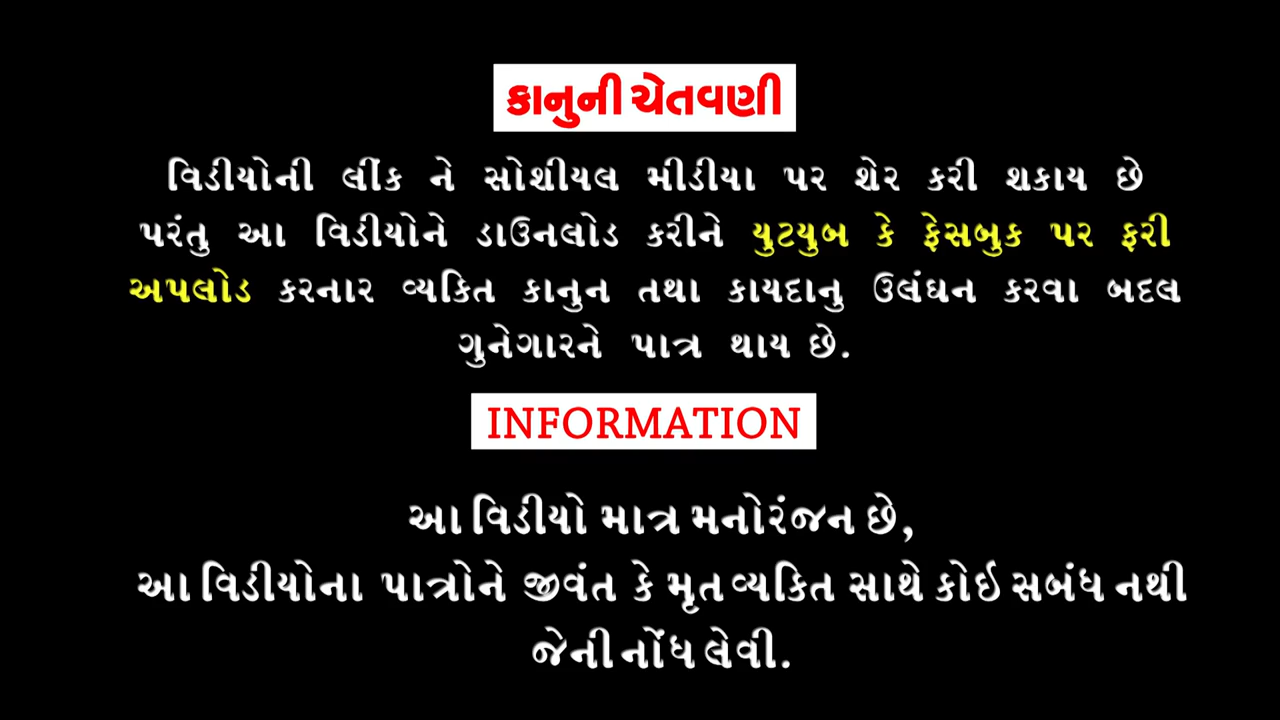 કાનુની ચેતવણી
વિડીયોની લીંક ને સોશીયલ મીડીયા પર શેર કરી શકાય છે
પરંતુ આ વિડીયોને ડાઉનલોડ કરીને યુટયુબ કે ફેસબુક પર ફરી
અપલોડ કરનાર વ્યકિત કાનુન તથા કાયદાનુ ઉલંઘન કરવા બદલ
ગુનેગારને પાત્ર થાય છે.
INFORMATION
આ વિડીયો માત્ર મનોરંજન છે,
આ વિડીયોના પાત્રોને જીવંત કે મૃત વ્યકિત સાથે કોઇ સબંધ નથી
જેની નોંધ લેવી.